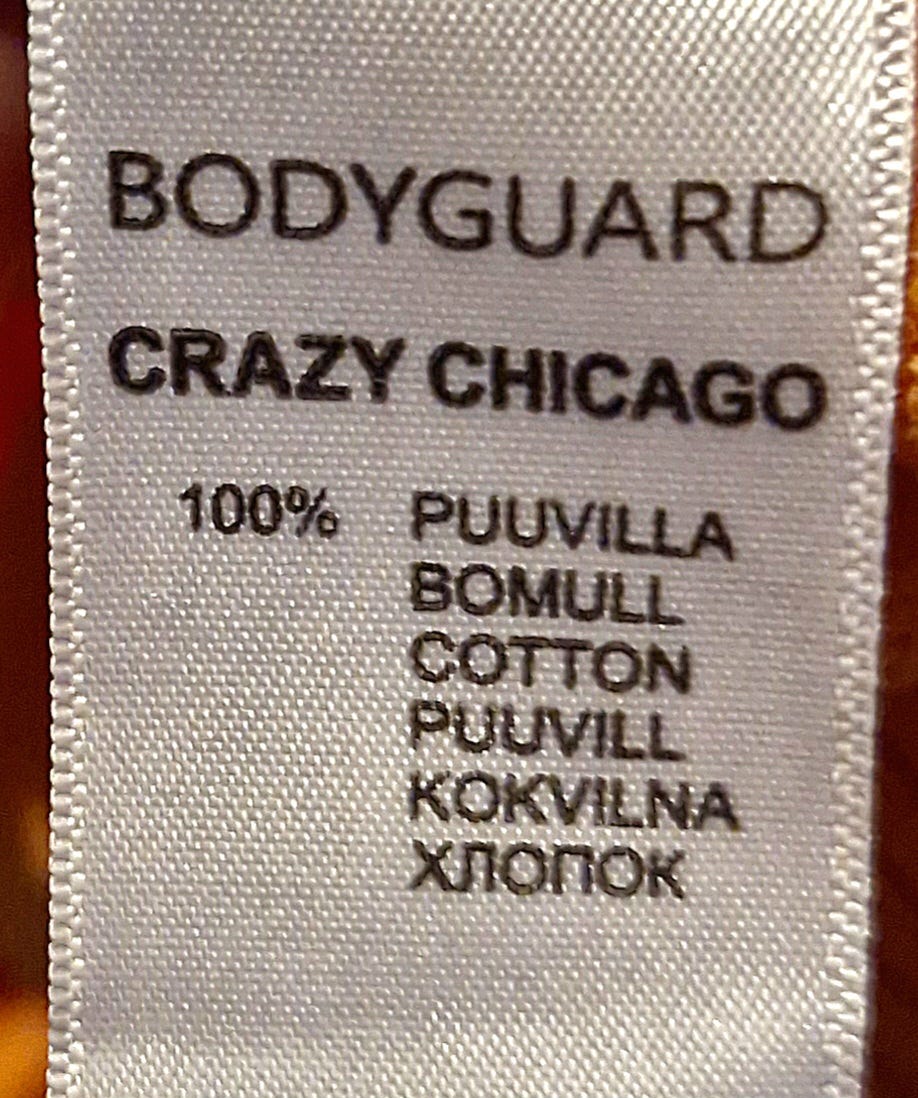 BODYGUARD
CRAZY CHICAGO
100% PUUVILLA
BOMULL
COTTON
PUUVILL
KOKVILNA
ХЛОПОК